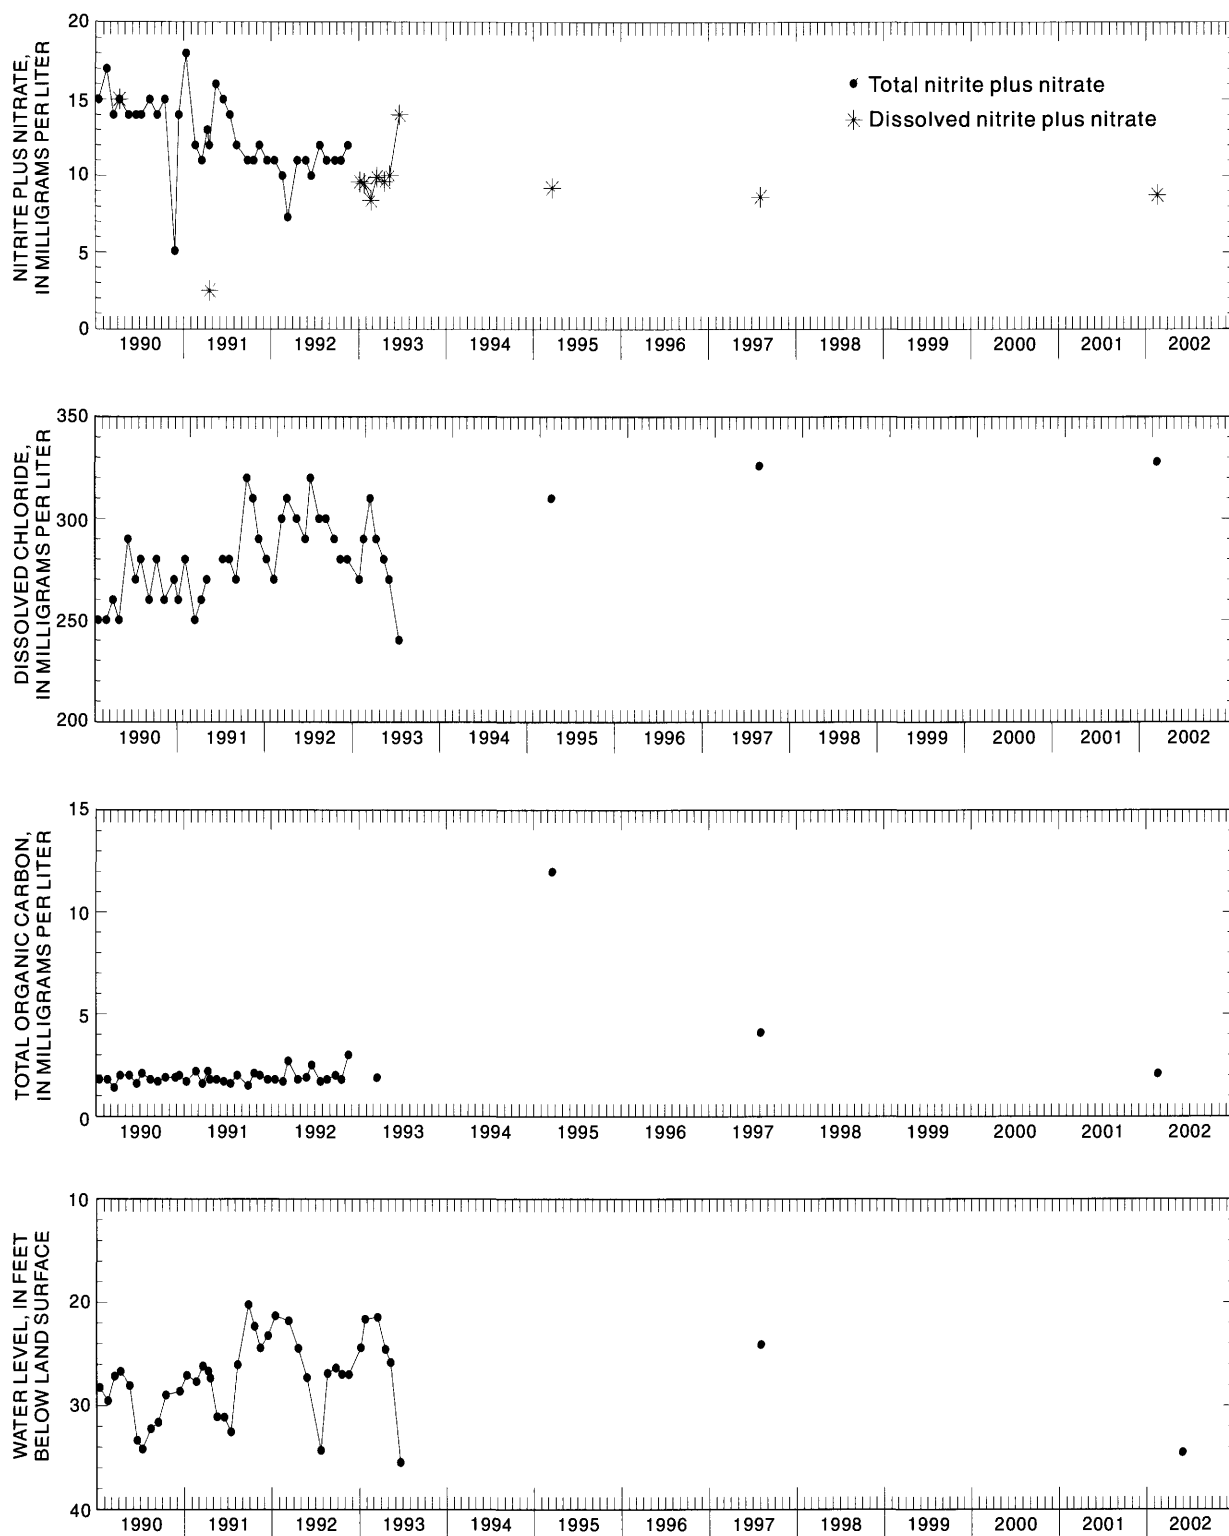 NITRITE PLUS NITRATE,
IN MILLIGRAMS PER LITER
20
15
10
5
0
Total nitrite plus nitrate
Dissolved nitrite plus nitrate
1990 1991 1992 1993 1994 1995 1996 1997 1998 1999 2000 2001 2002
DISSOLVED CHLORIDE,
IN MILLIGRAMS PER LITER
350
300
250
200
1990 1991 1992 1993 1994 1995 1996 1997 1998 1999 2000 2001 2002
TOTAL ORGANIC CARBON,
IN MILLIGRAMS PER LITER
15
10
5
0
1990 1991 1992 1993 1994 1995 1996 1997 1998 1999 2000 2001 2002
WATER LEVEL, IN FEET
BELOW LAND SURFACE
10
20
30
40
1990 1991 1992 1993 1994 1995 1996 1997 1998 1999 2000 2001 2002